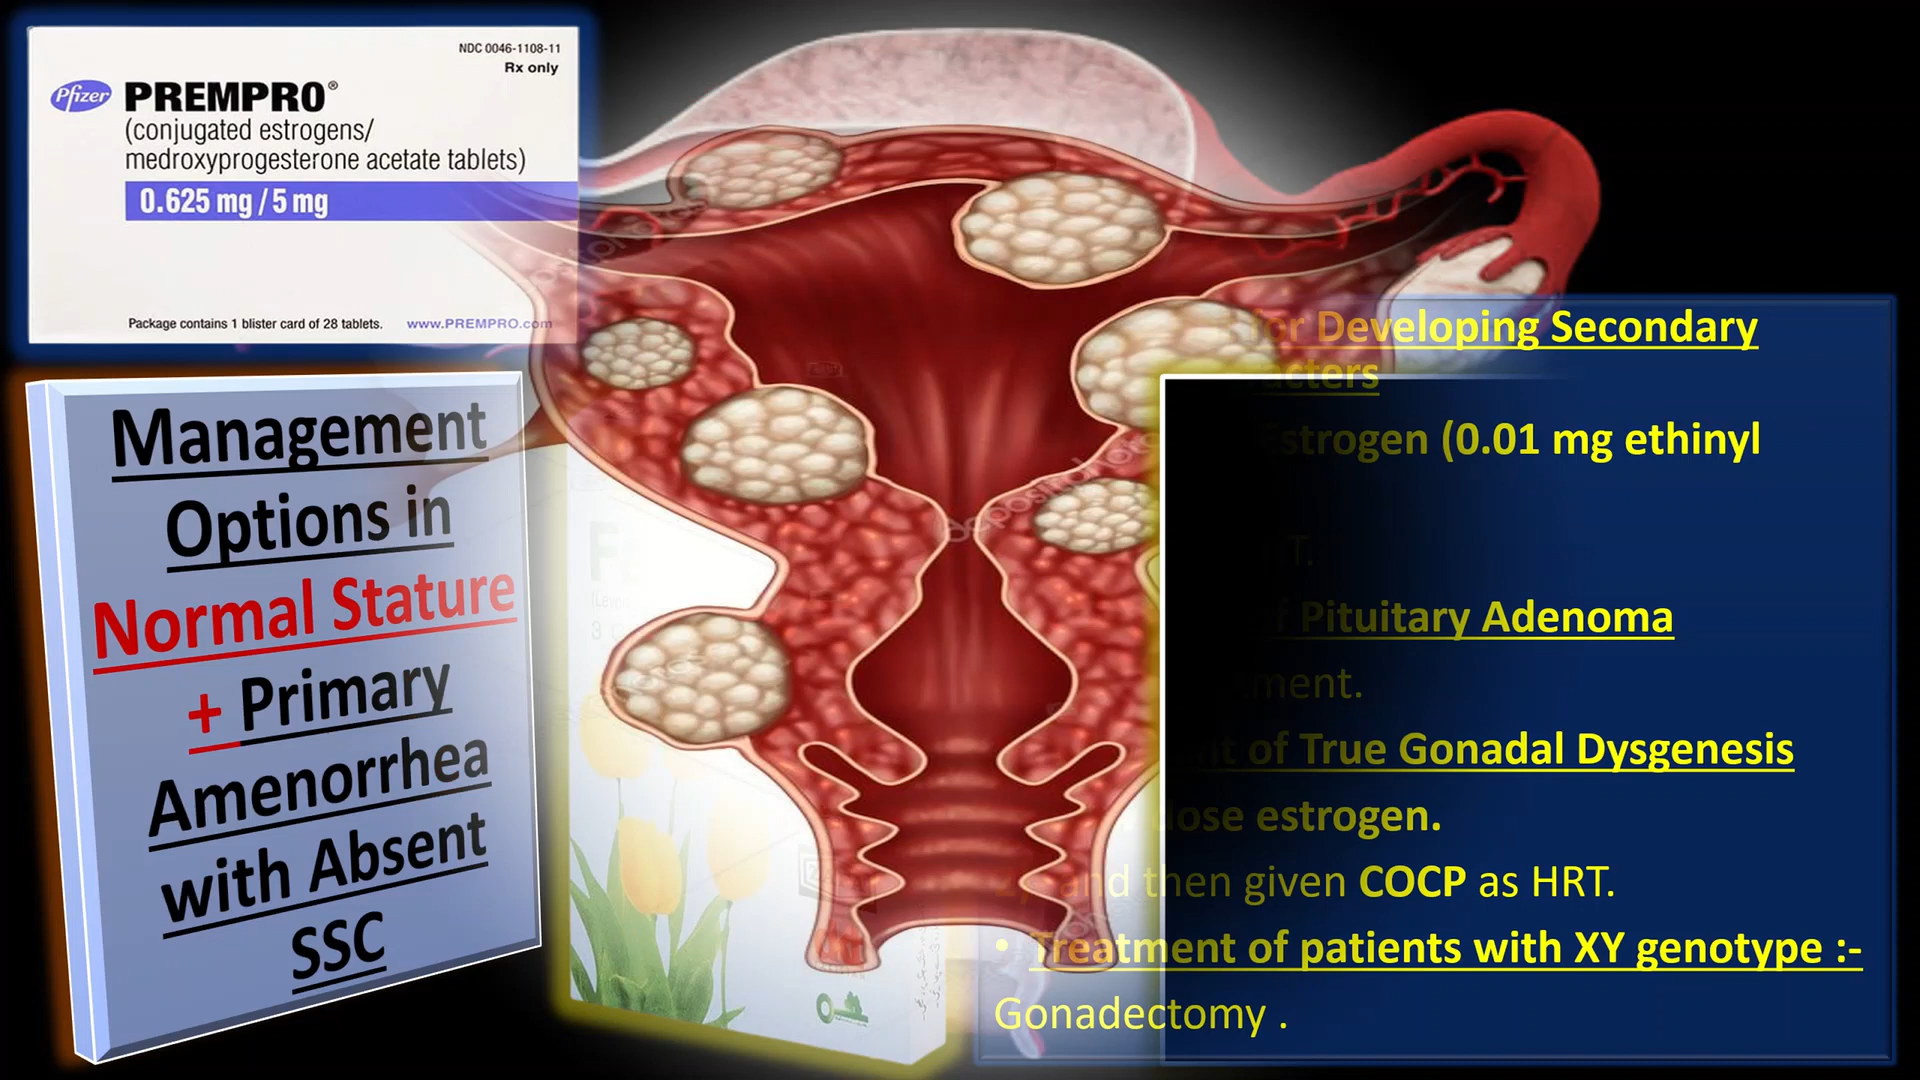 NDC 0046-1108-11
Rx only
Pfizer
PREMPRO®
(conjugated estrogens/
medroxyprogesterone acetate tablets)
0.625 mg / 5 mg
Package contains 1 blister card of 28 tablets. www.PREMPRO.com
Management
Options in
Normal Stature
+ Primary
Amenorrhea
with Absent
SSC
for Developing Secondary
Estrogen (0.01 mg ethinyl
of Pituitary Adenoma
of True Gonadal Dysgenesis
dose estrogen.
and then given COCP as HRT.
• Treatment of patients with XY genotype :-
Gonadectomy .
depositphotos